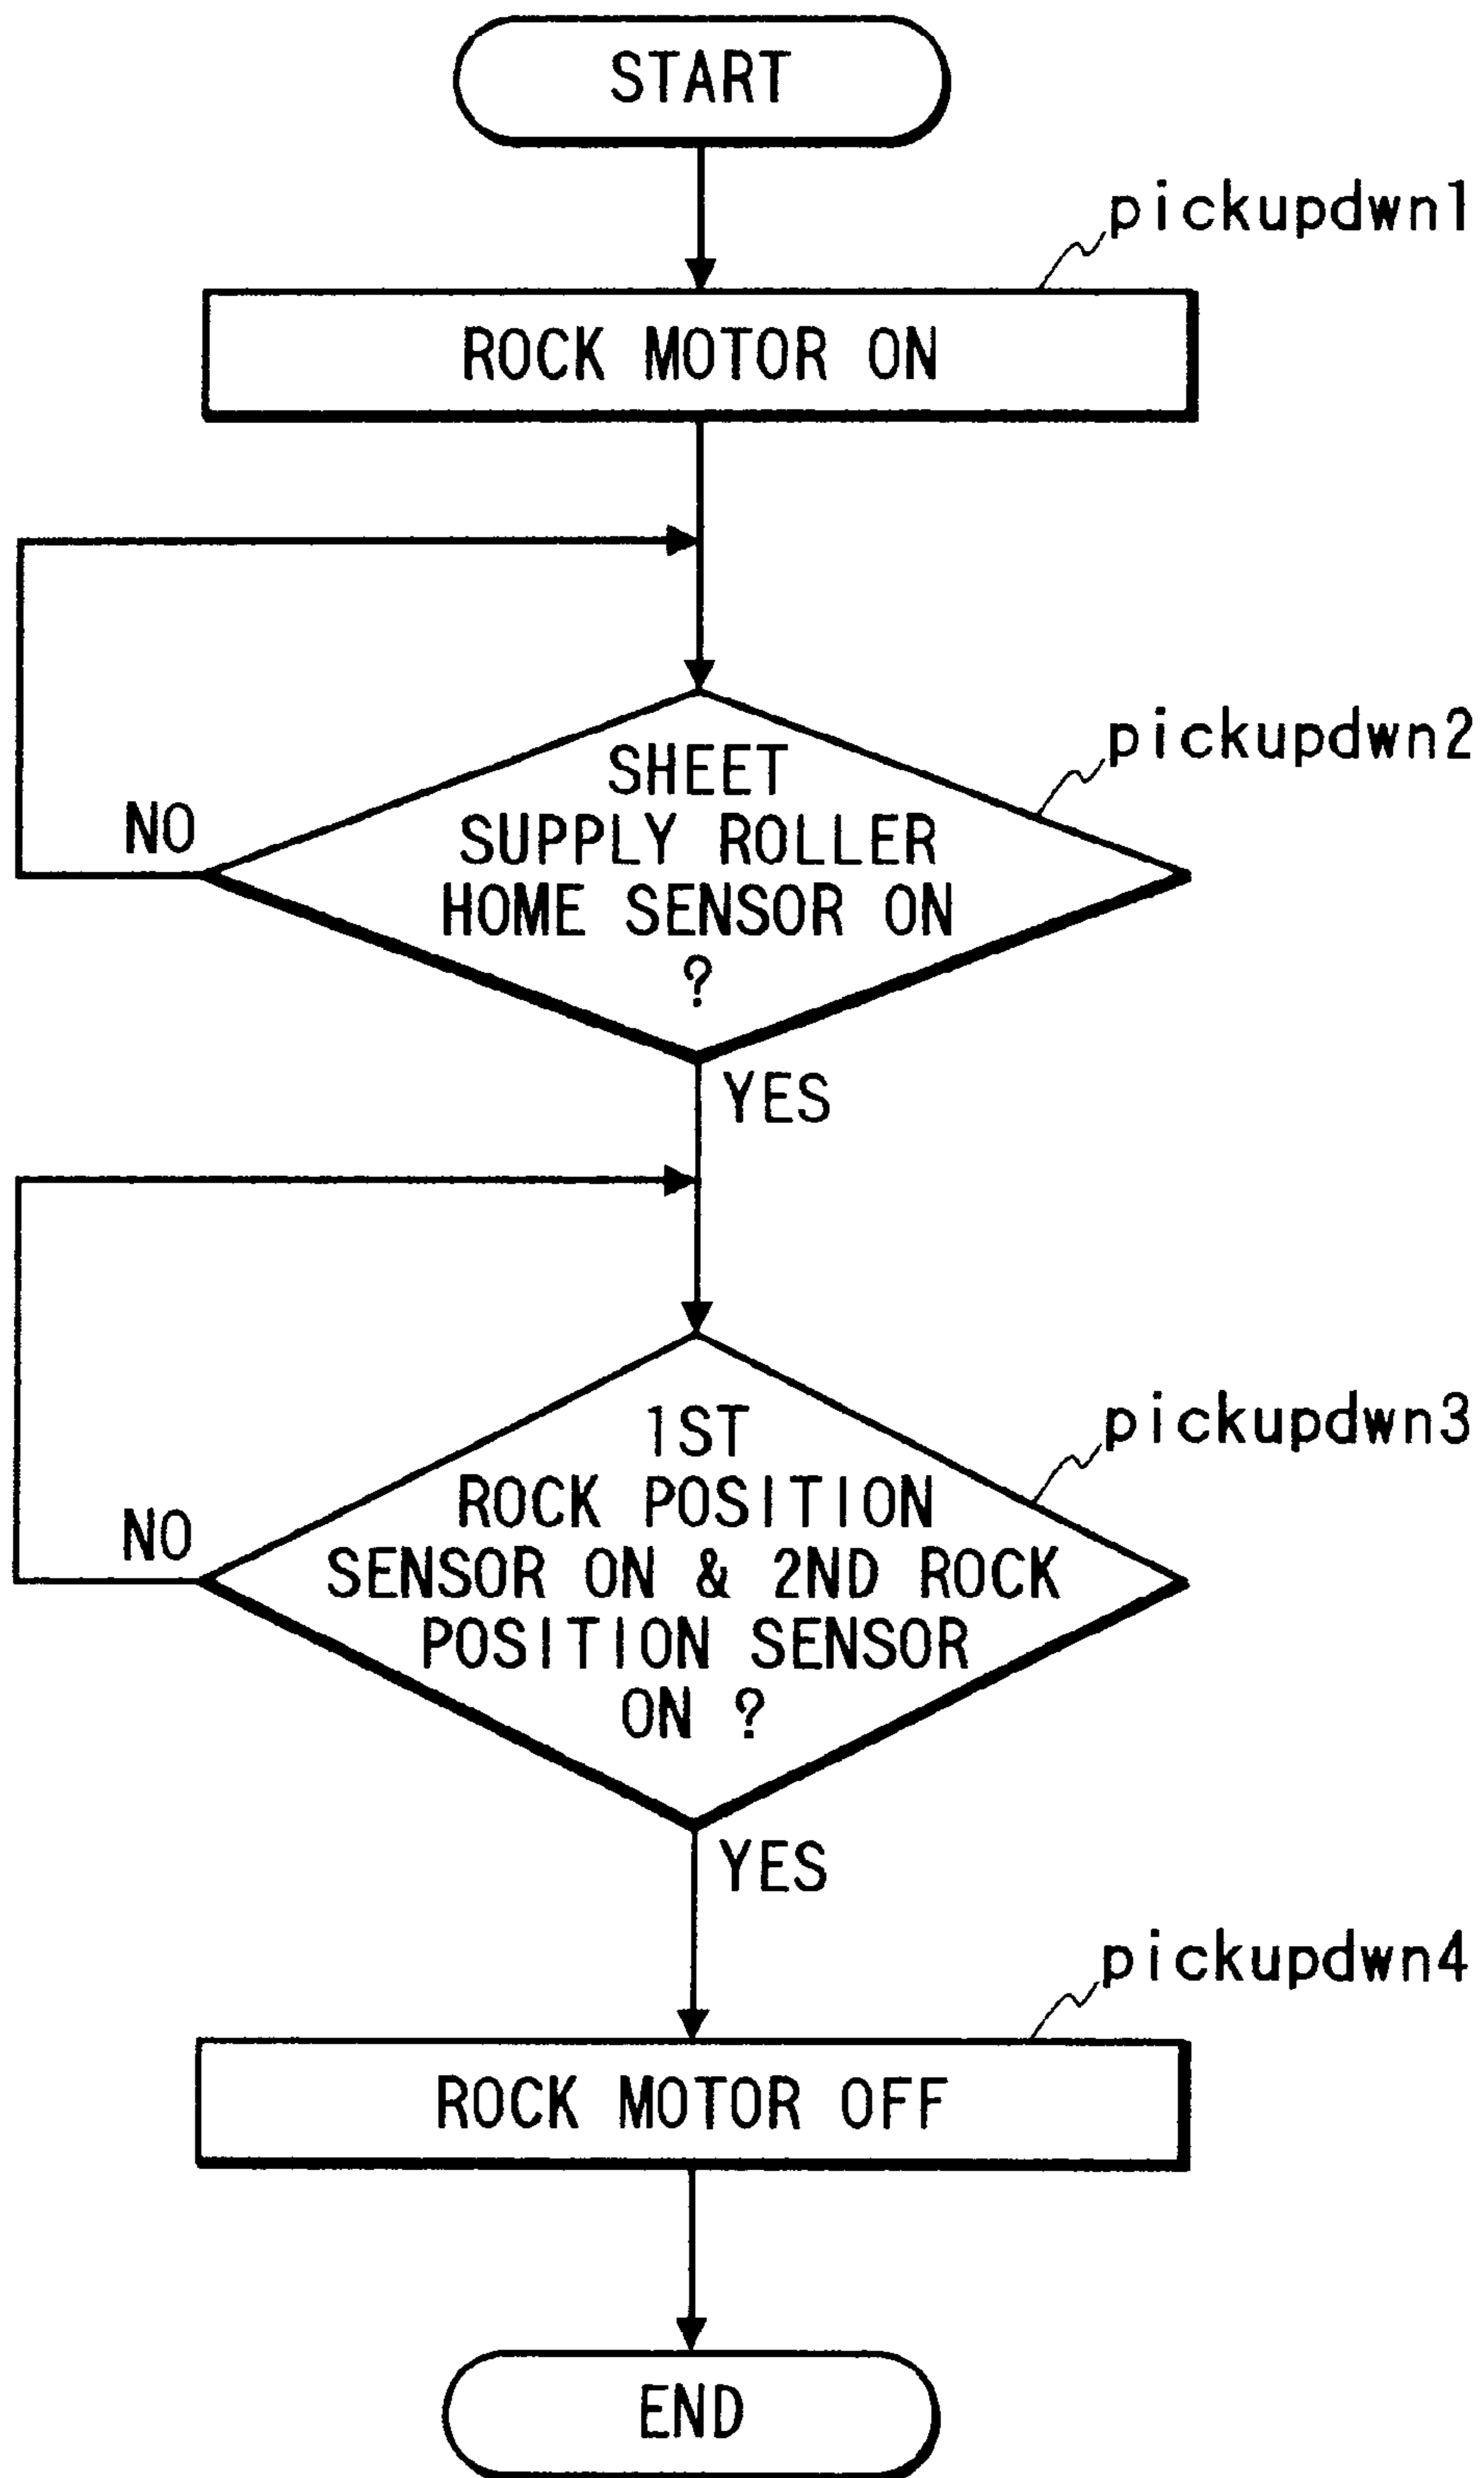 START
pickupdwn1
ROCK MOTOR ON
pickupdwn2
SHEET
SUPPLY ROLLER
HOME SENSOR ON
?
NO
YES
pickupdwn3
1ST
ROCK POSITION
SENSOR ON & 2ND ROCK
POSITION SENSOR
ON ?
NO
YES
pickupdwn4
ROCK MOTOR OFF
END